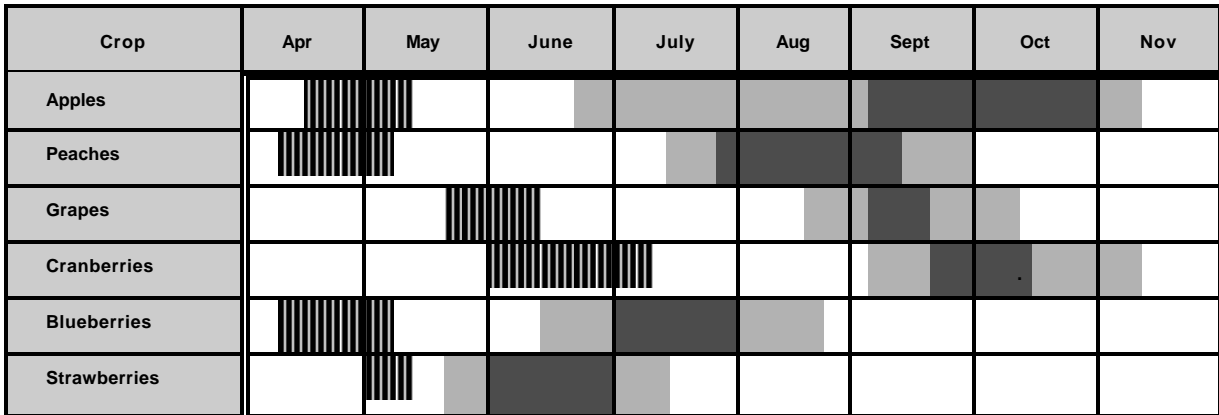 Crop Apr May June July Aug Sept Oct Nov
Apples
Peaches
Grapes
Cranberries
Blueberries
Strawberries